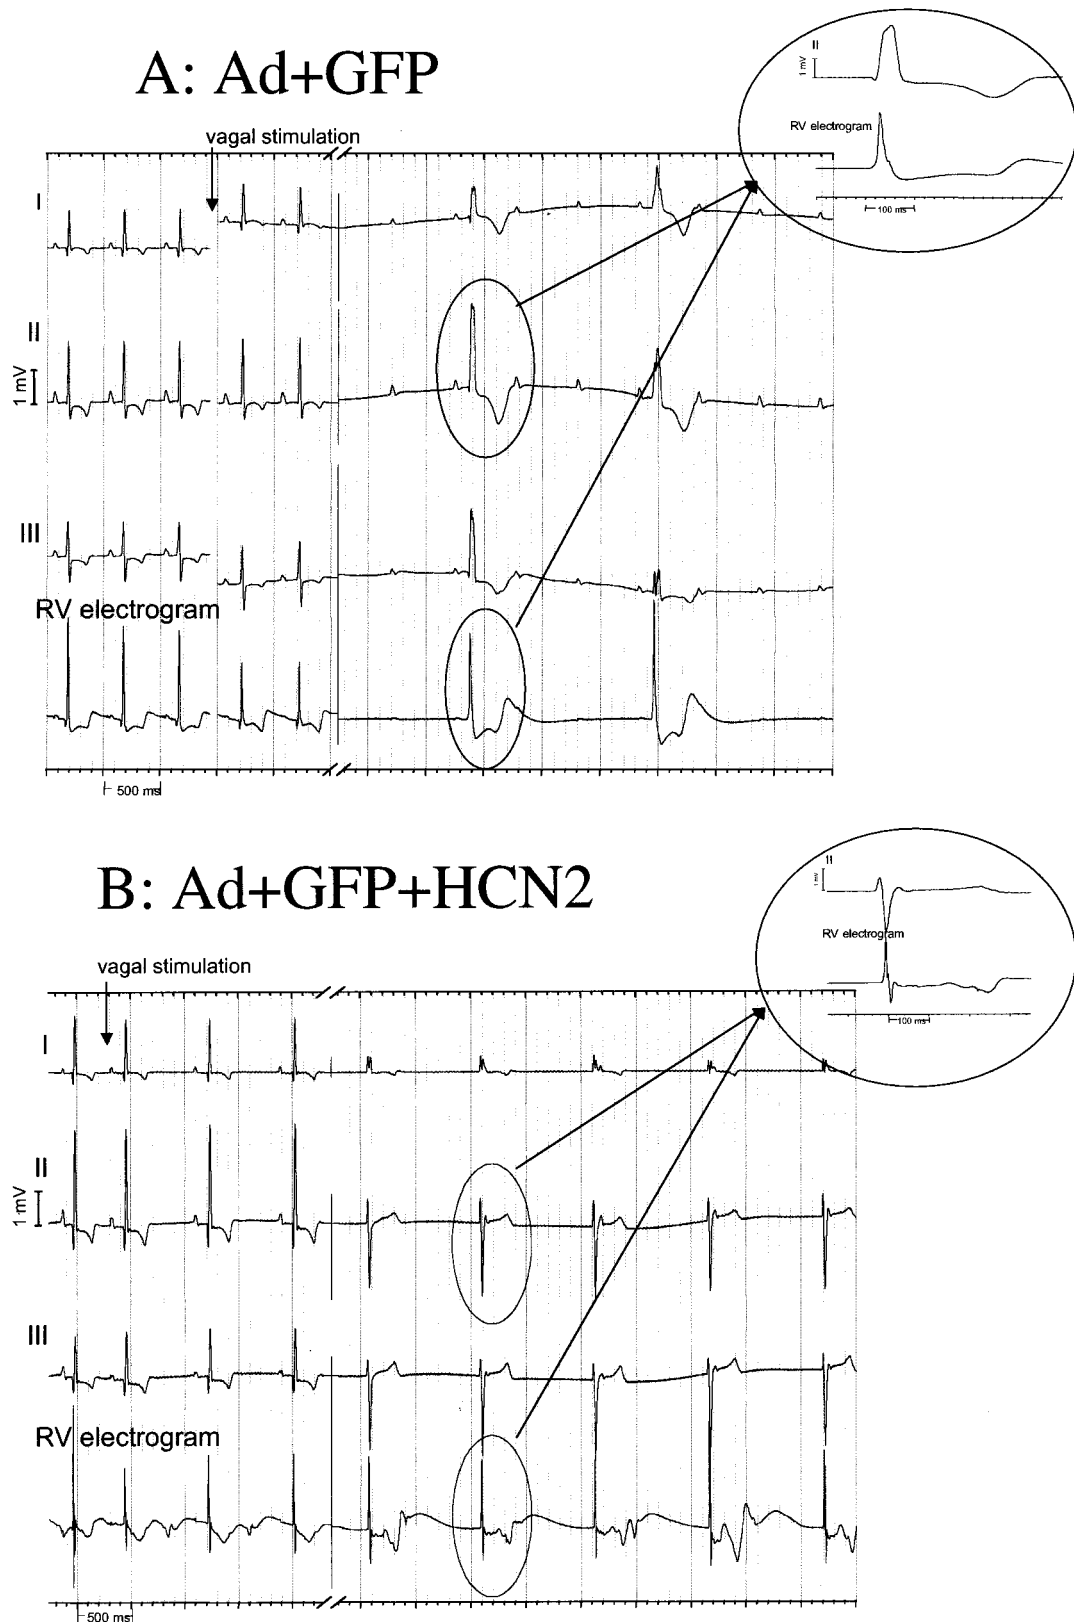 A: Ad+GFP
II
1 mV
RV electrogram
100 ms
vagal stimulation
I
II
1 mV
III
RV electrogram
500 ms
B: Ad+GFP+HCN2
II
1 mV
RV electrogram
100 ms
vagal stimulation
I
II
1 mV
III
RV electrogram
500 ms